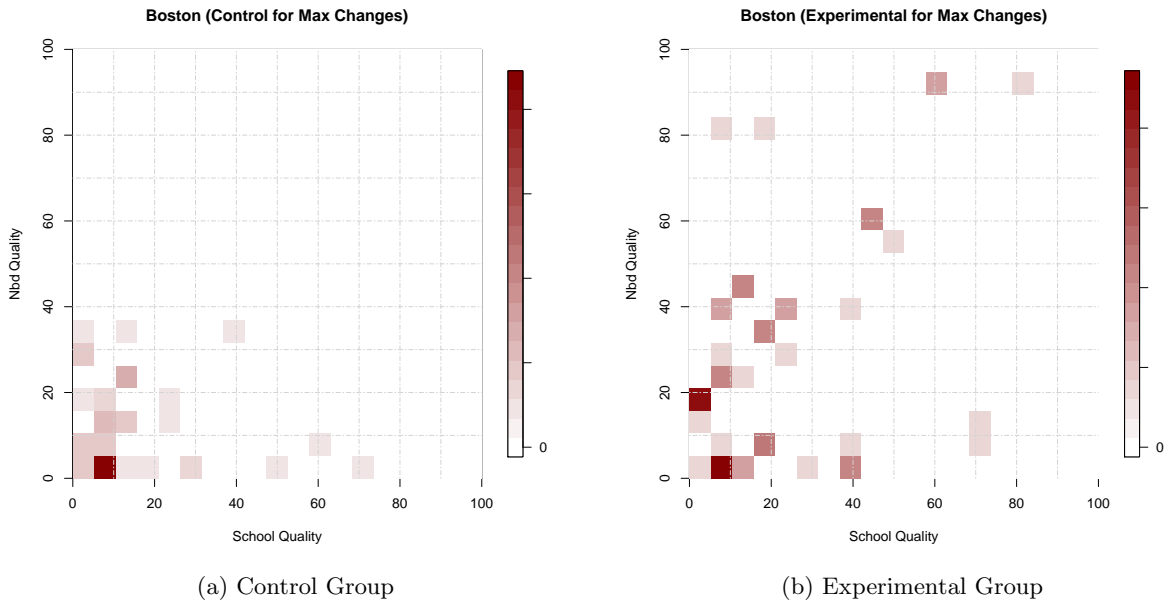 Boston (Control for Max Changes)
Nbd Quality
0 20 40 60 80 100
0 20 40 60 80 100
School Quality
0
(a) Control Group
Boston (Experimental for Max Changes)
Nbd Quality
0 20 40 60 80 100
0 20 40 60 80 100
School Quality
0
(b) Experimental Group